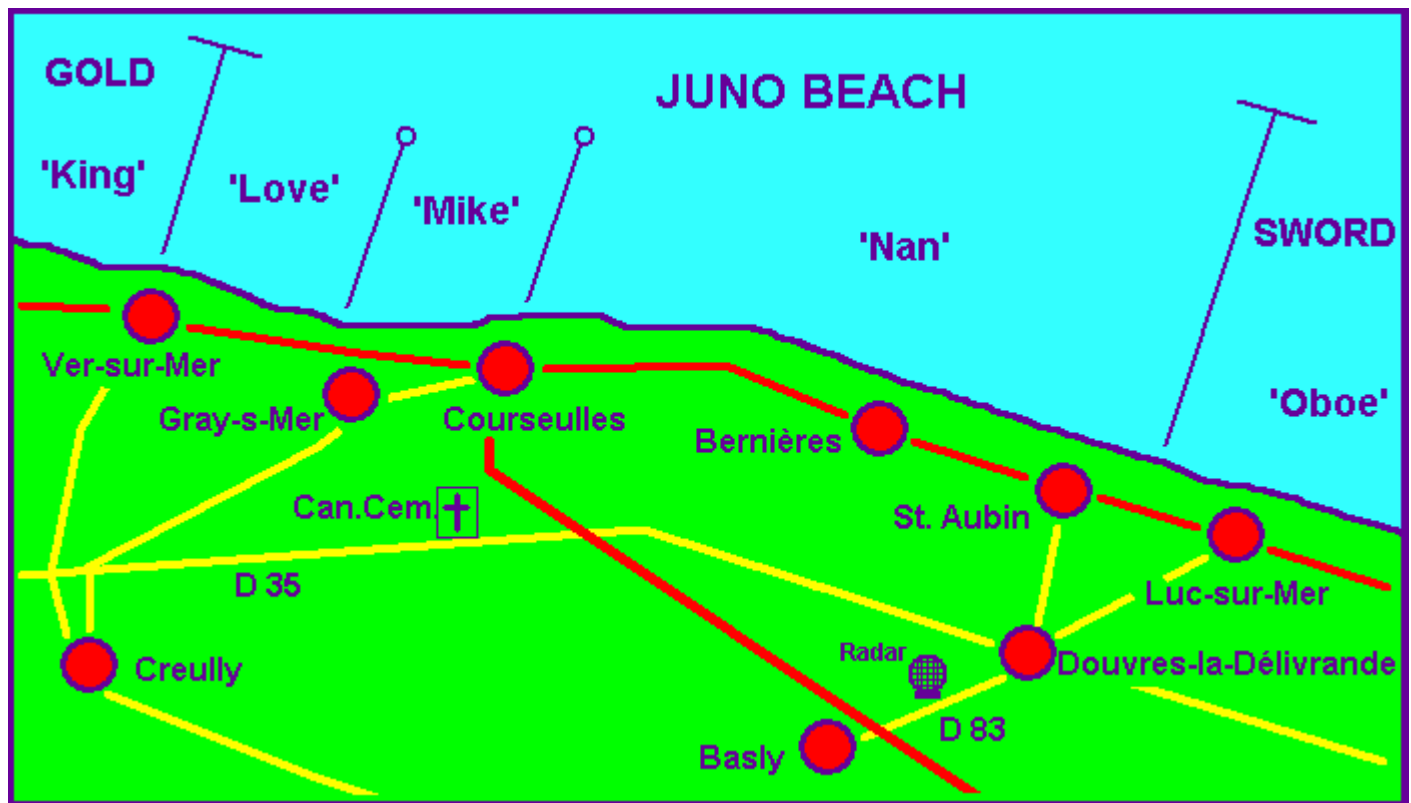 GOLD
JUNO BEACH
'King'
'Love'
'Mike'
'Nan'
SWORD
'Oboe'
Ver-sur-Mer
Gray-s-Mer
Courseulles
Bernières
St. Aubin
Can.Cem.
D 35
Luc-sur-Mer
Creully
Radar
Douvres-la-Délivrande
D 83
Basly